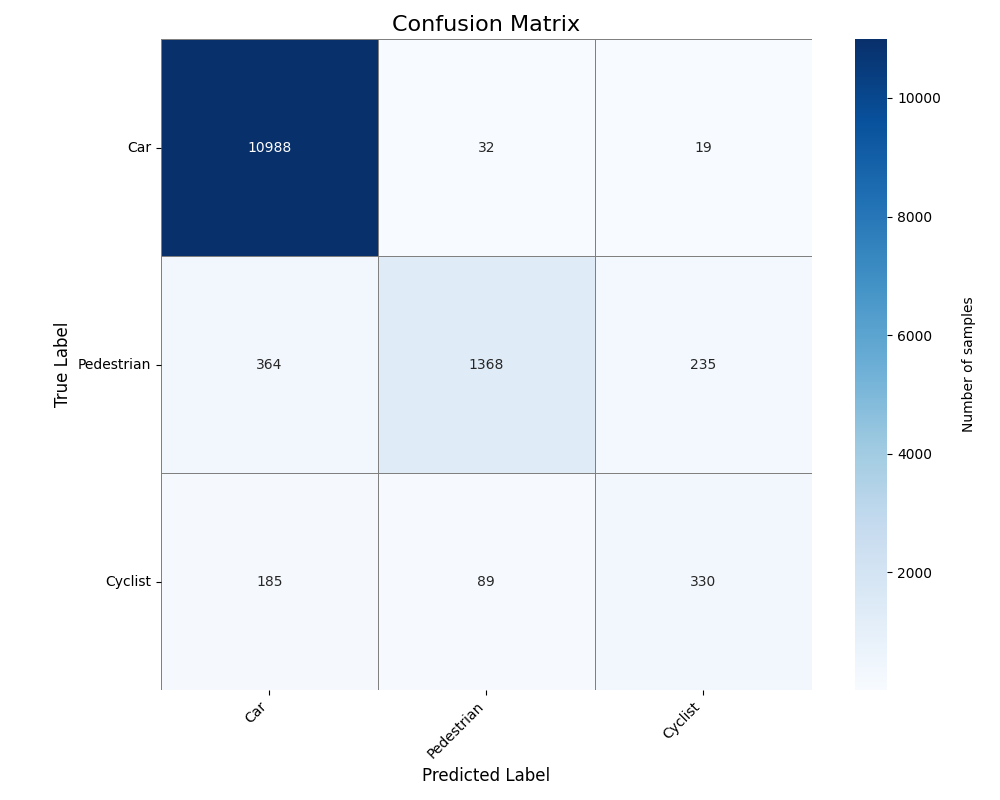 Confusion Matrix
Car
10988
32
19
Pedestrian
364
1368
235
Cyclist
185
89
330
True Label
Car
Pedestrian
Cyclist
Predicted Label
10000
8000
6000
4000
2000
Number of samples